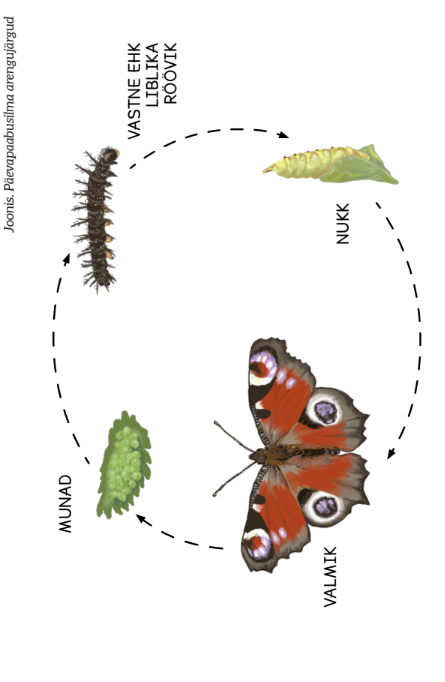 Joonis. Päevapaabusilma arengujärgud
VASTNE EHK
LIBLIKA
RÖÖVIK
NUKK
VALMIK
MUNAD